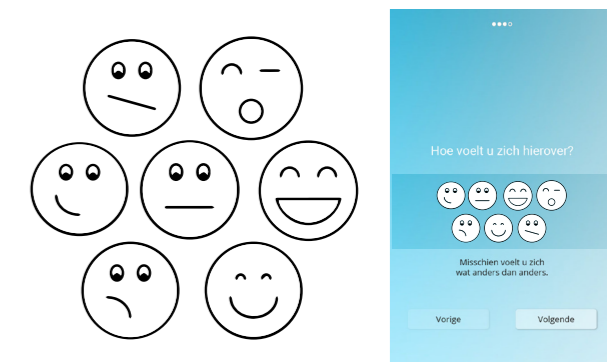 Hoe voelt u zich hierover?
Misschien voelt u zich
wat anders dan anders.
Vorige
Volgende